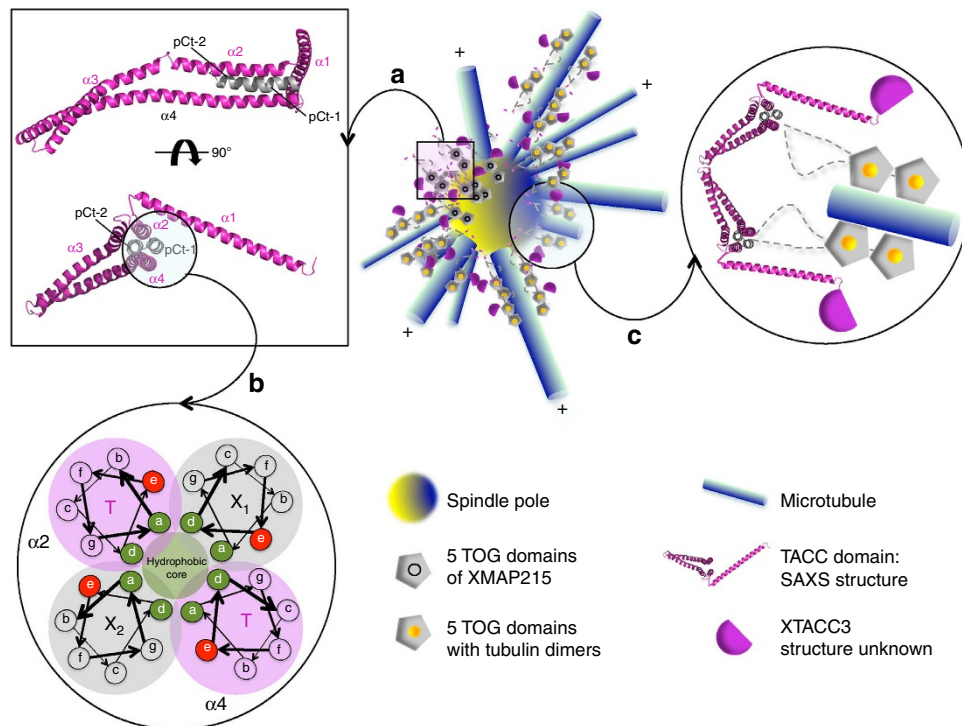 pCt-2
α2
α1
α3
α4
pCt-1
90°
pCt-2
α2
α1
α3
pCt-1
α4
a
+
+
+
+
c
b
b
f
e
c
T
a
g
d
c
g
f
X1
b
d
e
a
α2
Hydrophobic
core
e
a
b
X2
d
f
g
c
d
g
a
T
c
e
f
b
α4
Spindle pole
Microtubule
5 TOG domains
of XMAP215
TACC domain:
SAXS structure
5 TOG domains
with tubulin dimers
XTACC3
structure unknown